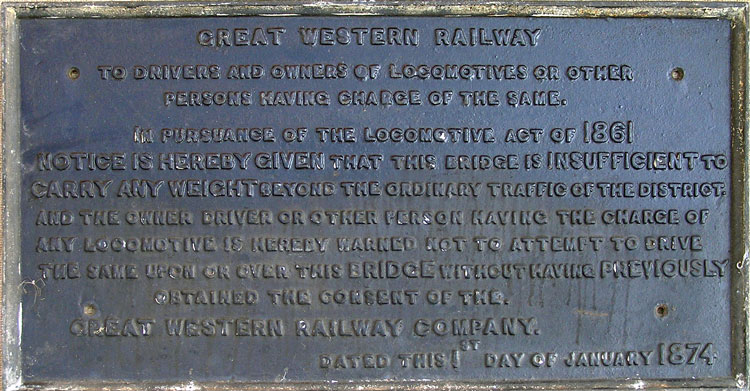 GREAT WESTERN RAILWAY
TO DRIVERS AND OWNERS OF LOCOMOTIVES OR OTHER
PERSONS HAVING CHARGE OF THE SAME.
IN PURSUANCE OF THE LOCOMOTIVE ACT OF 1861
NOTICE IS HEREBY GIVEN THAT THIS BRIDGE IS INSUFFICIENT TO
CARRY ANY WEIGHT BEYOND THE ORDINARY TRAFFIC OF THE DISTRICT.
AND THE OWNER DRIVER OR OTHER PERSON HAVING THE CHARGE OF
ANY LOCOMOTIVE IS HEREBY WARNED NOT TO ATTEMPT TO DRIVE
THE SAME UPON OR OVER THIS BRIDGE WITHOUT HAVING PREVIOUSLY
OBTAINED THE CONSENT OF THE.
GREAT WESTERN RAILWAY COMPANY.
DATED THIS 1ST DAY OF JANUARY 1874